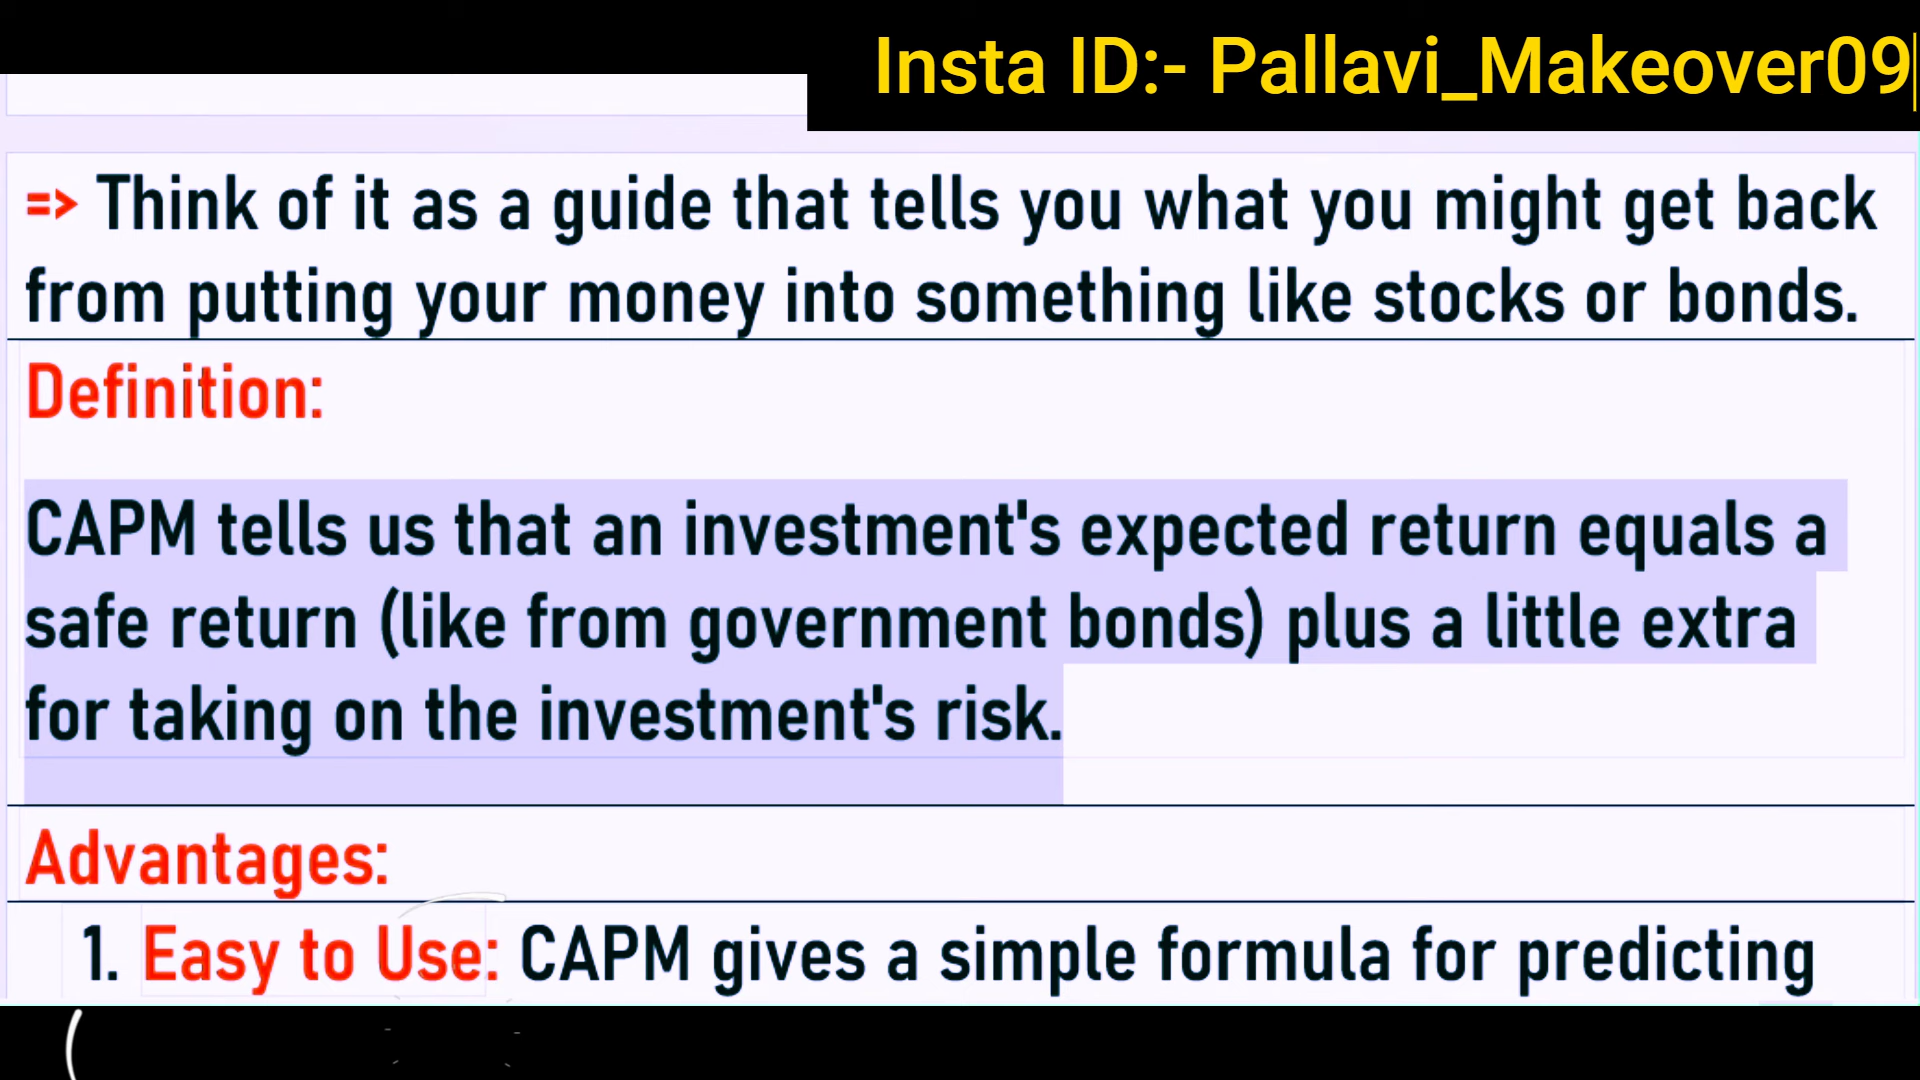 Insta ID:- Pallavi_Makeover09
=> Think of it as a guide that tells you what you might get back
from putting your money into something like stocks or bonds.
Definition:
CAPM tells us that an investment's expected return equals a
safe return (like from government bonds) plus a little extra
for taking on the investment's risk.
Advantages:
1. Easy to Use: CAPM gives a simple formula for predicting